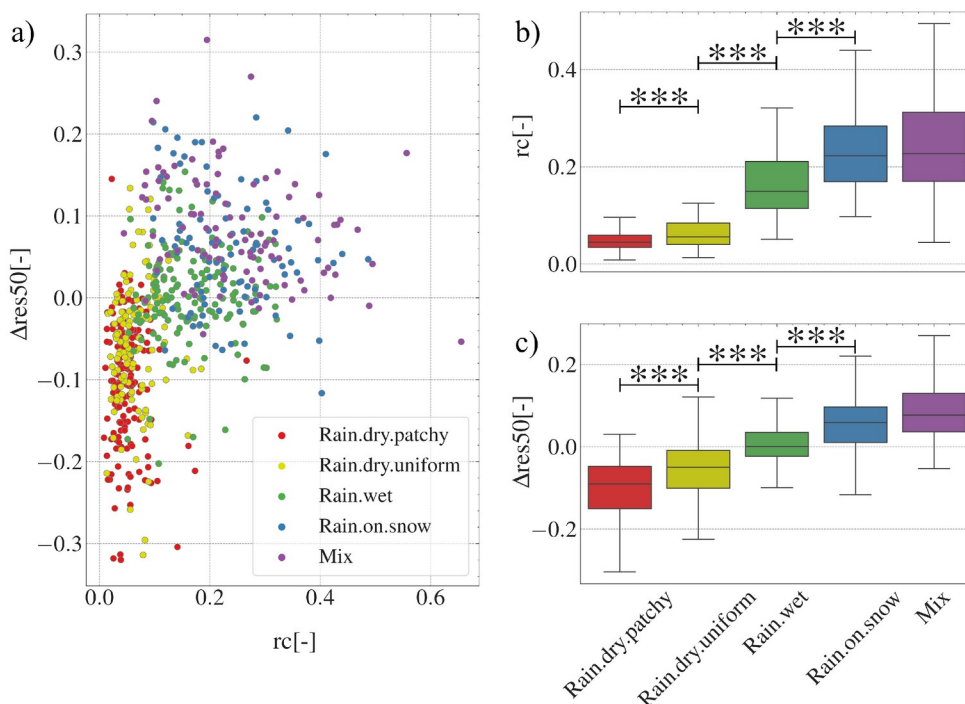 a)
0.3
0.2
0.1
0.0
−0.1
−0.2
−0.3
Δres50[-]
0.0
0.2
0.4
0.6
rc[-]
Rain.dry.patchy
Rain.dry.uniform
Rain.wet
Rain.on.snow
Mix
b)
0.4
0.2
0.0
rc[-]
***
***
***
c)
0.2
0.0
−0.2
Δres50[-]
***
***
***
Rain.dry.patchy
Rain.dry.uniform
Rain.wet
Rain.on.snow
Mix